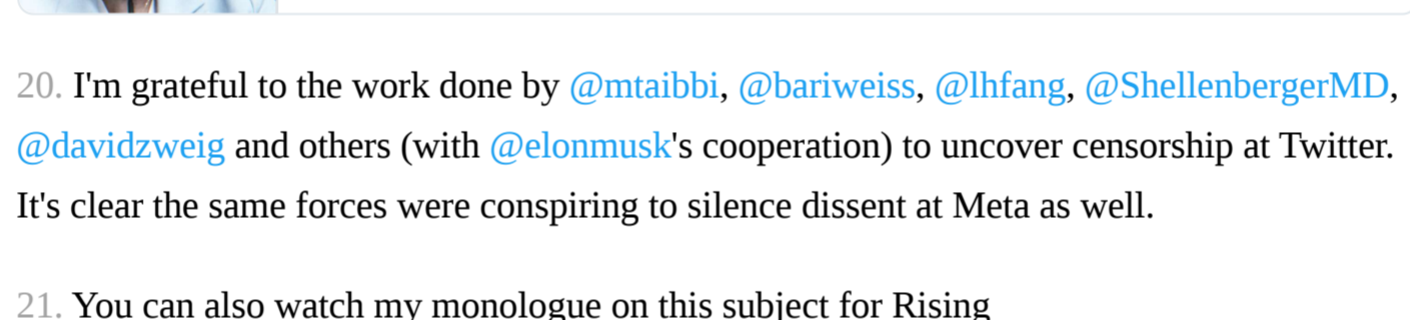 20. I'm grateful to the work done by @mtaibbi, @bariweiss, @lhfang, @ShellenbergerMD,
@davidzweig and others (with @elonmusk's cooperation) to uncover censorship at Twitter.
It's clear the same forces were conspiring to silence dissent at Meta as well.
21. You can also watch my monologue on this subject for Rising